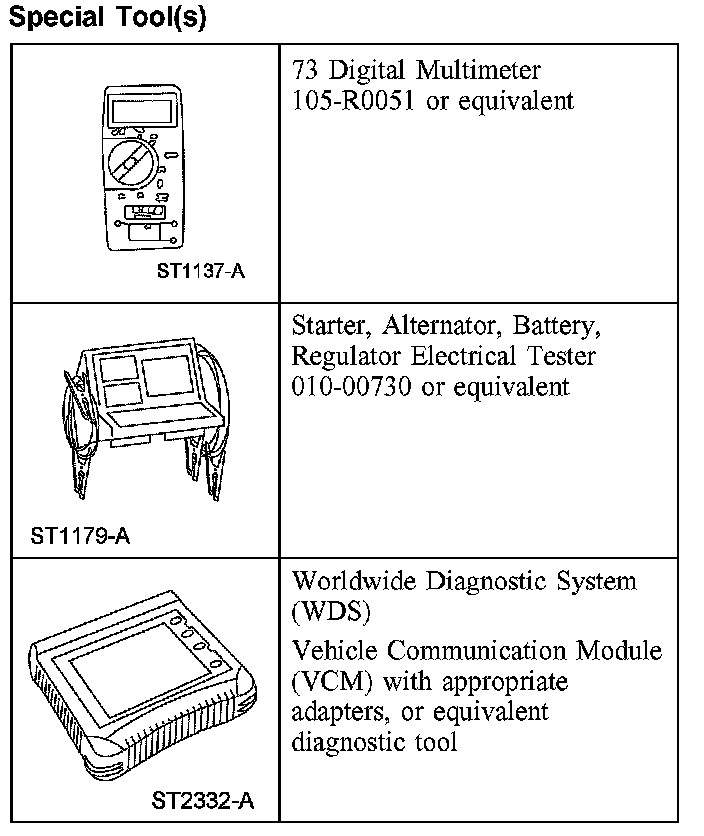 Special Tool(s)
73 Digital Multimeter
105-R0051 or equivalent
ST1137-A
Starter, Alternator, Battery,
Regulator Electrical Tester
010-00730 or equivalent
ST1179-A
Worldwide Diagnostic System
(WDS)
Vehicle Communication Module
(VCM) with appropriate
adapters, or equivalent
diagnostic tool
ST2332-A